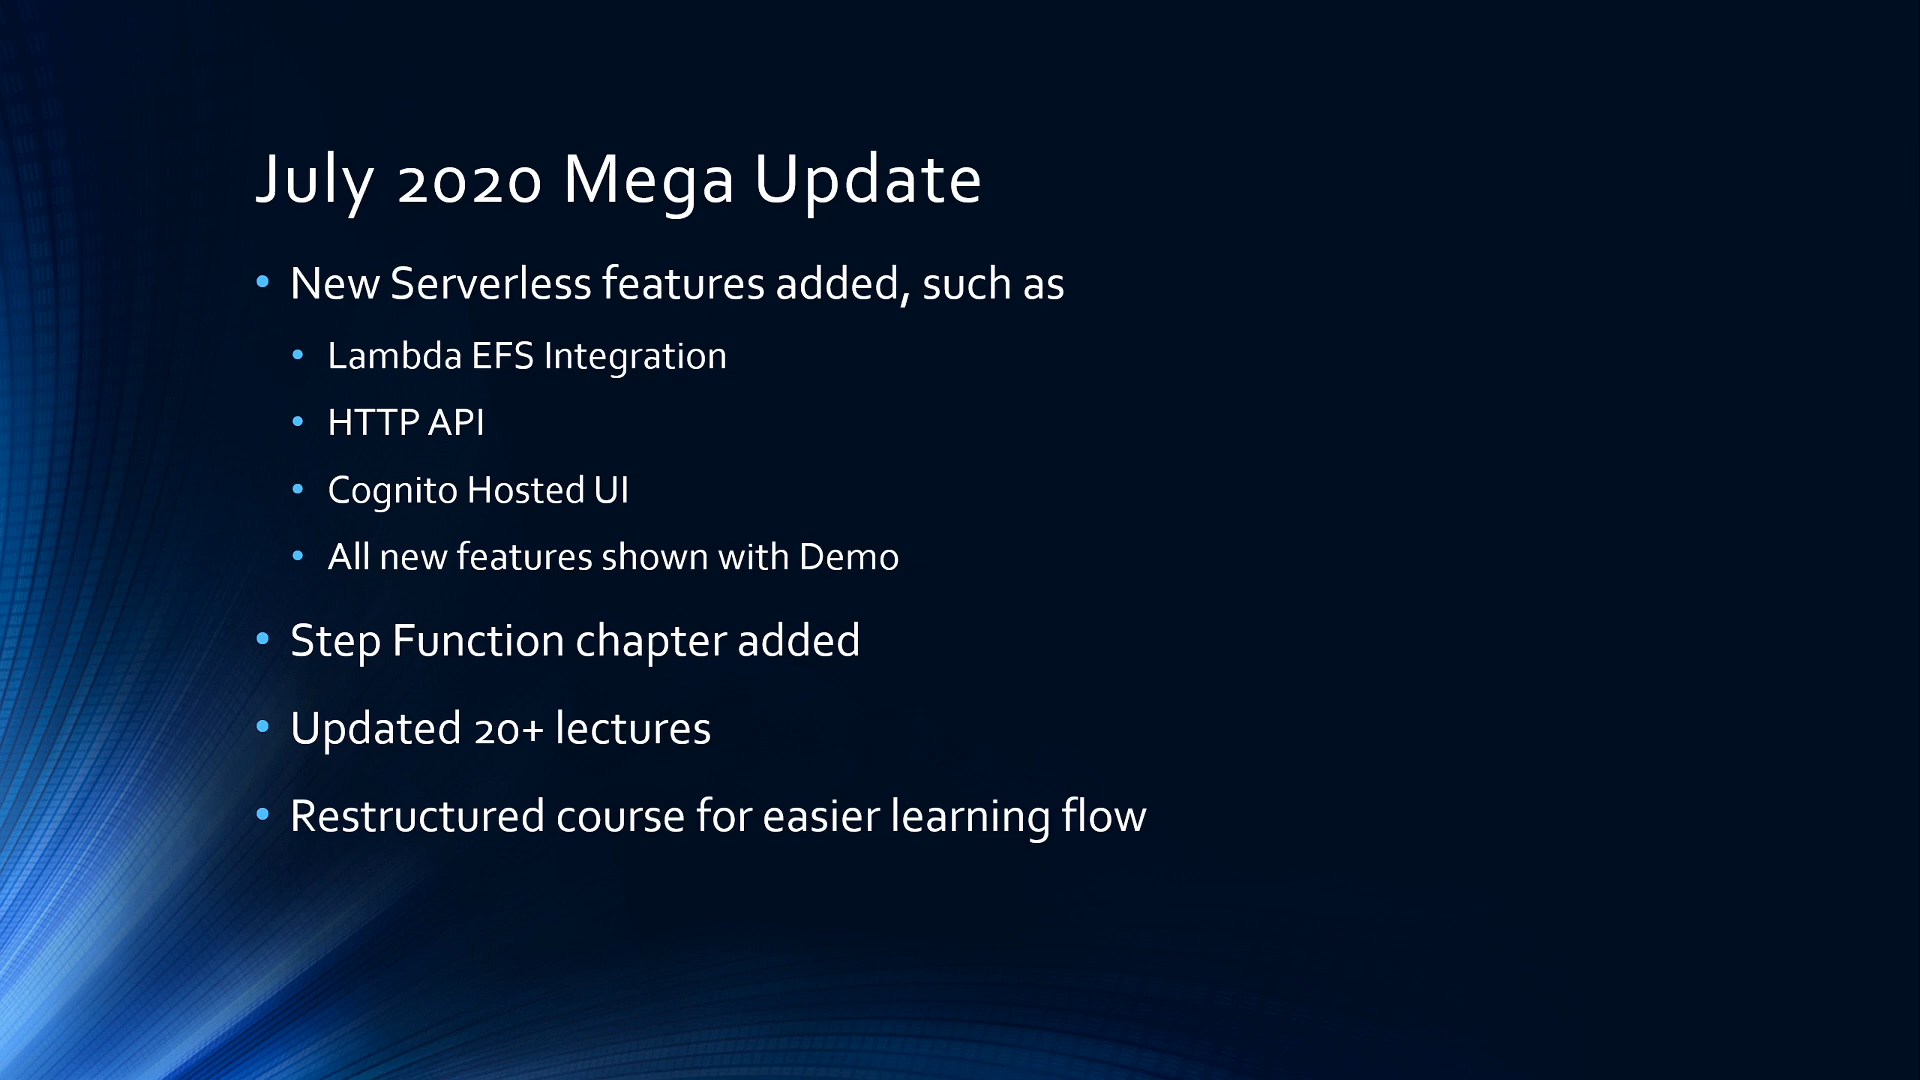 July 2020 Mega Update
• New Serverless features added, such as
• Lambda EFS Integration
• HTTP API
• Cognito Hosted UI
• All new features shown with Demo
• Step Function chapter added
• Updated 20+ lectures
• Restructured course for easier learning flow